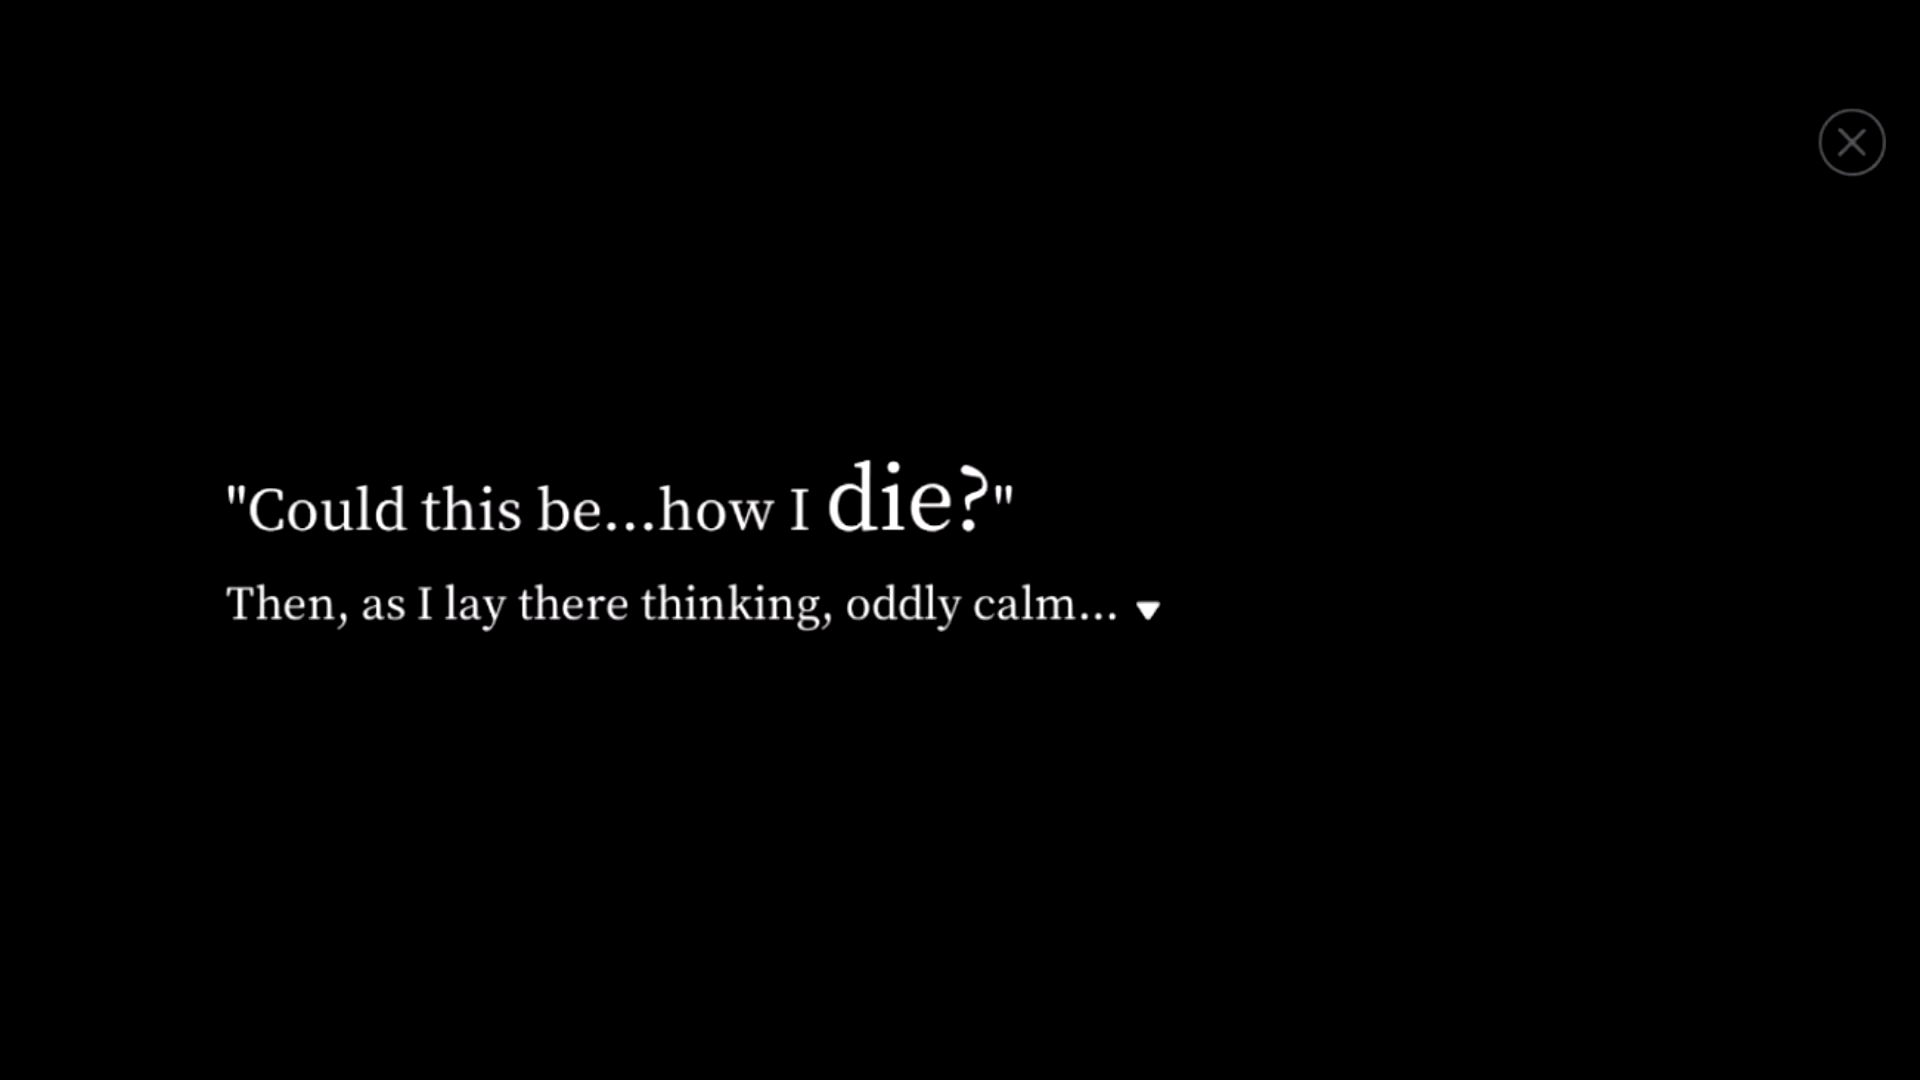 "Could this be...how I die?"
Then, as I lay there thinking, oddly calm...